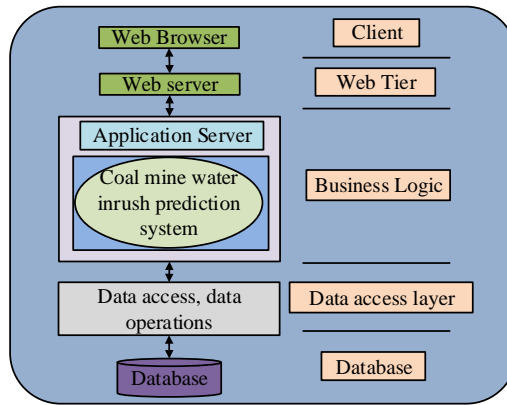 Web Browser
Client
Web server
Web Tier
Application Server
Coal mine water
inrush prediction
system
Business Logic
Data access, data
operations
Data access layer
Database
Database